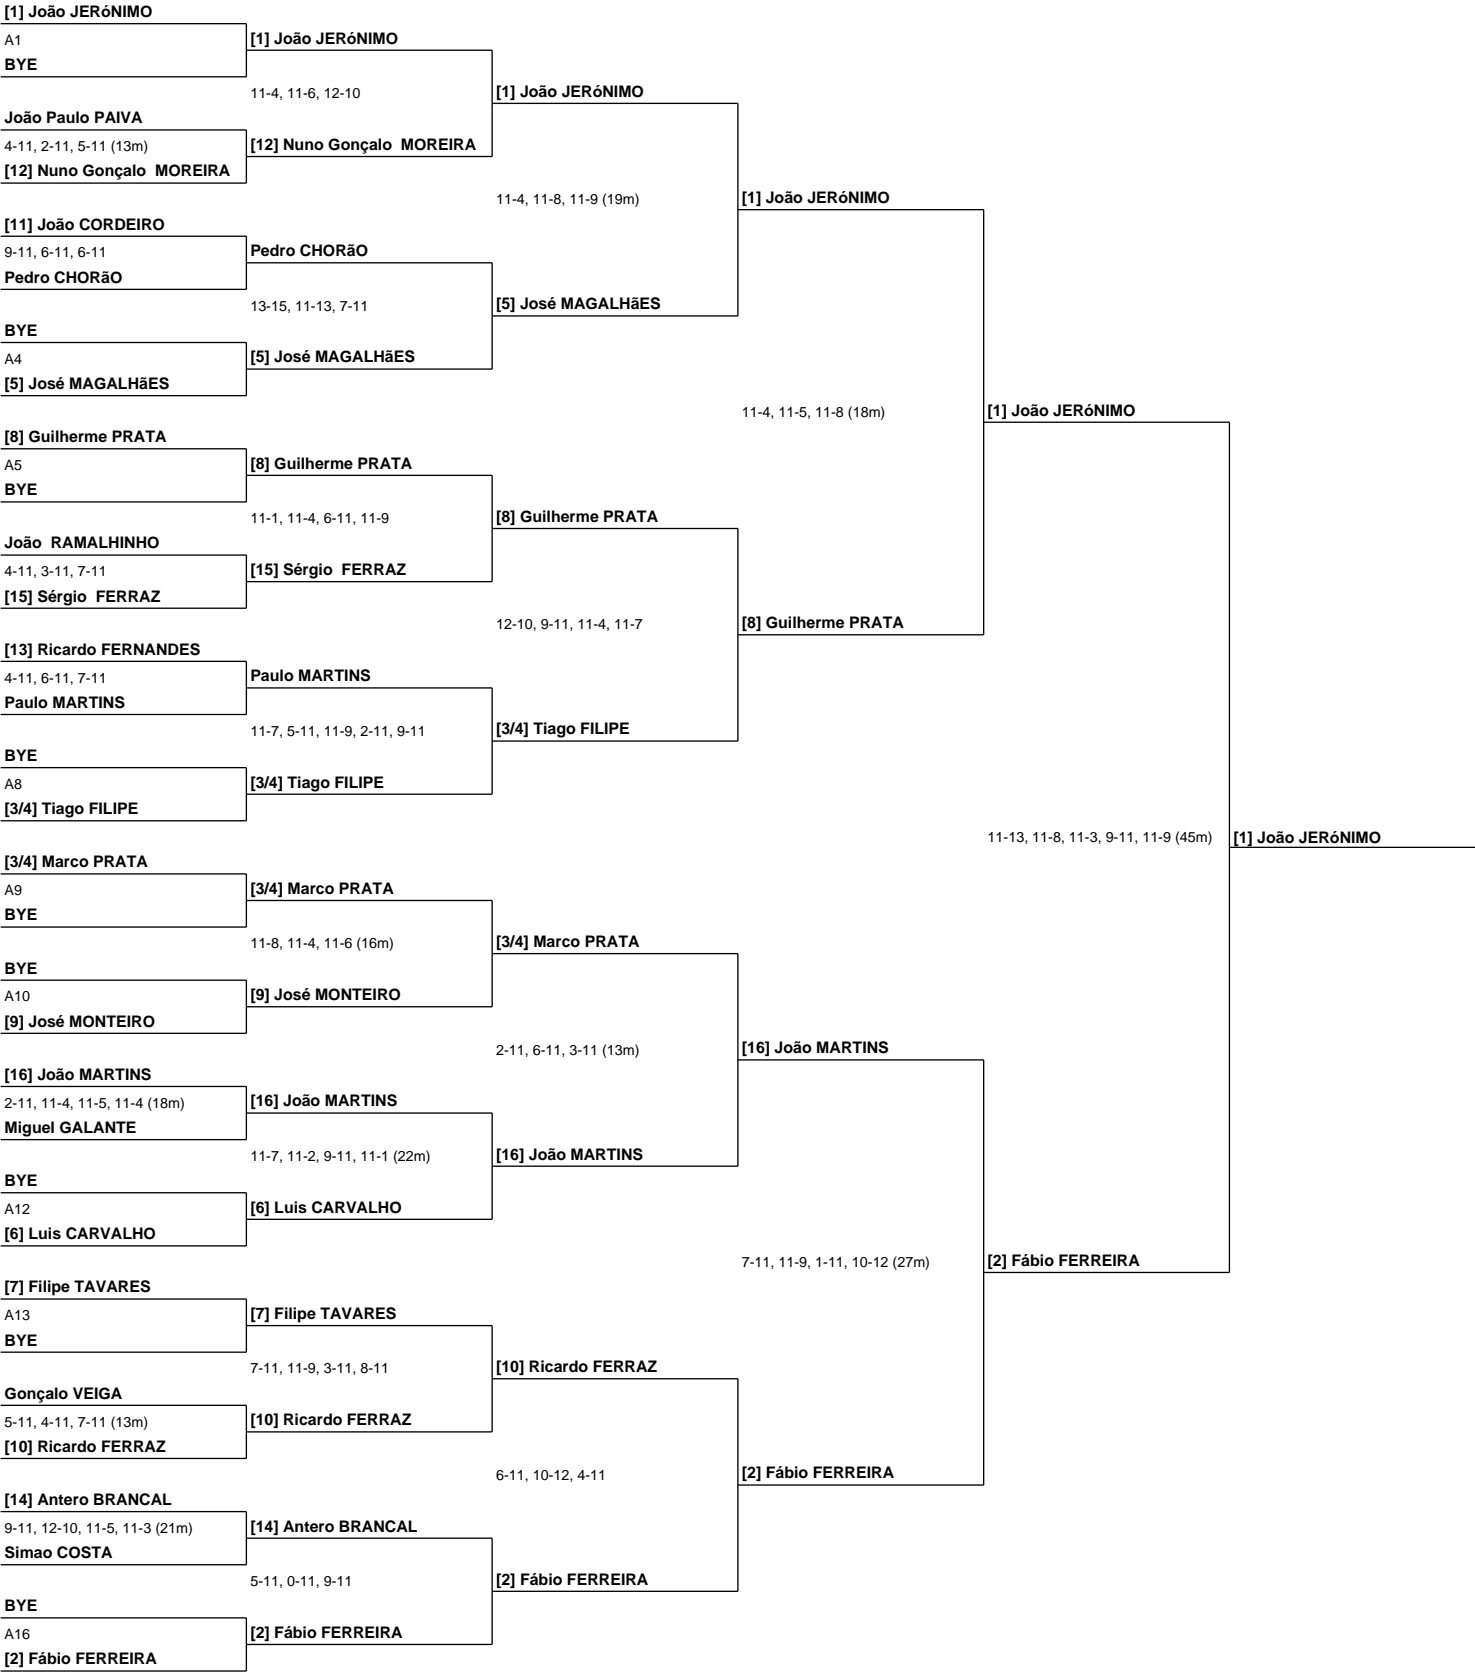 [1] João JERóNIMO
A1
BYE
João Paulo PAIVA
4-11, 2-11, 5-11 (13m)
[12] Nuno Gonçalo  MOREIRA
[11] João CORDEIRO
9-11, 6-11, 6-11
Pedro CHORãO
BYE
A4
[5] José MAGALHãES
[8] Guilherme PRATA
A5
BYE
João  RAMALHINHO
4-11, 3-11, 7-11
[15] Sérgio  FERRAZ
[13] Ricardo FERNANDES
4-11, 6-11, 7-11
Paulo MARTINS
BYE
A8
[3/4] Tiago FILIPE
[3/4] Marco PRATA
A9
BYE
BYE
A10
[9] José MONTEIRO
[16] João MARTINS
2-11, 11-4, 11-5, 11-4 (18m)
Miguel GALANTE
BYE
A12
[6] Luis CARVALHO
[7] Filipe TAVARES
A13
BYE
Gonçalo VEIGA
5-11, 4-11, 7-11 (13m)
[10] Ricardo FERRAZ
[14] Antero BRANCAL
9-11, 12-10, 11-5, 11-3 (21m)
Simao COSTA
BYE
A16
[2] Fábio FERREIRA
[1] João JERóNIMO
11-4, 11-6, 12-10
[12] Nuno Gonçalo  MOREIRA
Pedro CHORãO
13-15, 11-13, 7-11
[5] José MAGALHãES
[8] Guilherme PRATA
11-1, 11-4, 6-11, 11-9
[15] Sérgio  FERRAZ
Paulo MARTINS
11-7, 5-11, 11-9, 2-11, 9-11
[3/4] Tiago FILIPE
[3/4] Marco PRATA
11-8, 11-4, 11-6 (16m)
[9] José MONTEIRO
[16] João MARTINS
11-7, 11-2, 9-11, 11-1 (22m)
[6] Luis CARVALHO
[7] Filipe TAVARES
7-11, 11-9, 3-11, 8-11
[10] Ricardo FERRAZ
[14] Antero BRANCAL
5-11, 0-11, 9-11
[2] Fábio FERREIRA
[1] João JERóNIMO
11-4, 11-8, 11-9 (19m)
[5] José MAGALHãES
[8] Guilherme PRATA
12-10, 9-11, 11-4, 11-7
[3/4] Tiago FILIPE
[3/4] Marco PRATA
2-11, 6-11, 3-11 (13m)
[16] João MARTINS
[10] Ricardo FERRAZ
6-11, 10-12, 4-11
[2] Fábio FERREIRA
[1] João JERóNIMO
11-4, 11-5, 11-8 (18m)
[8] Guilherme PRATA
[16] João MARTINS
7-11, 11-9, 1-11, 10-12 (27m)
[2] Fábio FERREIRA
[1] João JERóNIMO
11-13, 11-8, 11-3, 9-11, 11-9 (45m)
[2] Fábio FERREIRA
[1] João JERóNIMO